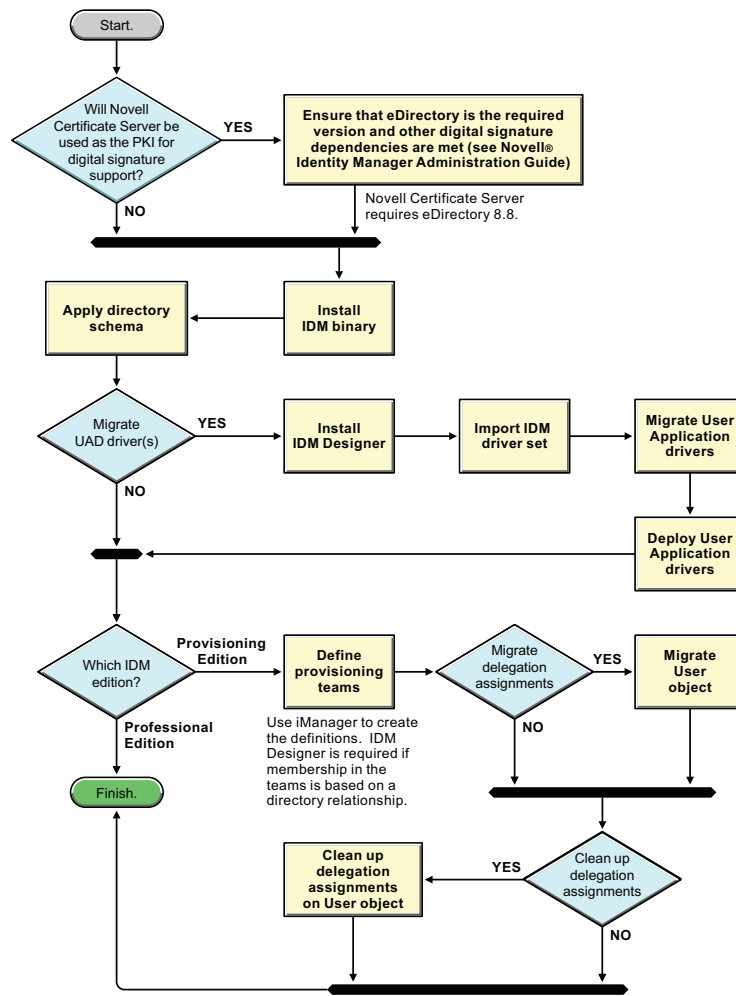 Start.
Will Novell
Certificate Server be
used as the PKI for
digital signature
support?
YES
Ensure that eDirectory is the required
version and other digital signature
dependencies are met (see Novell®
Identity Manager Administration Guide)
NO
Novell Certificate Server
requires eDirectory 8.8.
Apply directory
schema
Install
IDM binary
Migrate
UAD driver(s)
YES
Install
IDM Designer
Import IDM
driver set
Migrate User
Application
drivers
NO
Deploy User
Application
drivers
Which IDM
edition?
Provisioning
Edition
Define
provisioning
teams
Migrate
delegation
assignments
YES
Migrate
User
object
Professional
Edition
Use iManager to create
the definitions. IDM
Designer is required if
membership in the
teams is based on a
directory relationship.
NO
Finish.
Clean up
delegation
assignments
on User object
YES
Clean up
delegation
assignments
NO